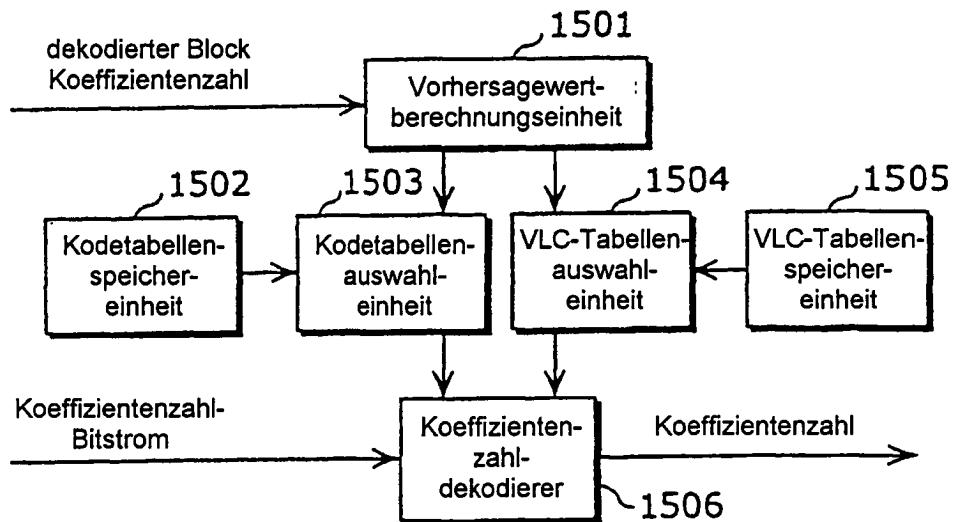 1501
dekodierter Block
Koeffizientenzahl
Vorhersagewert-
berechnungseinheit
1502
1503
1504
1505
Kodetabellen-
speicher-
einheit
Kodetabellen-
auswahl-
einheit
VLC-Tabellen-
auswahl-
einheit
VLC-Tabellen-
speicher-
einheit
Koeffizientenzahl-
Bitstrom
Koeffizienten-
zahl-
dekodierer
Koeffizientenzahl
1506